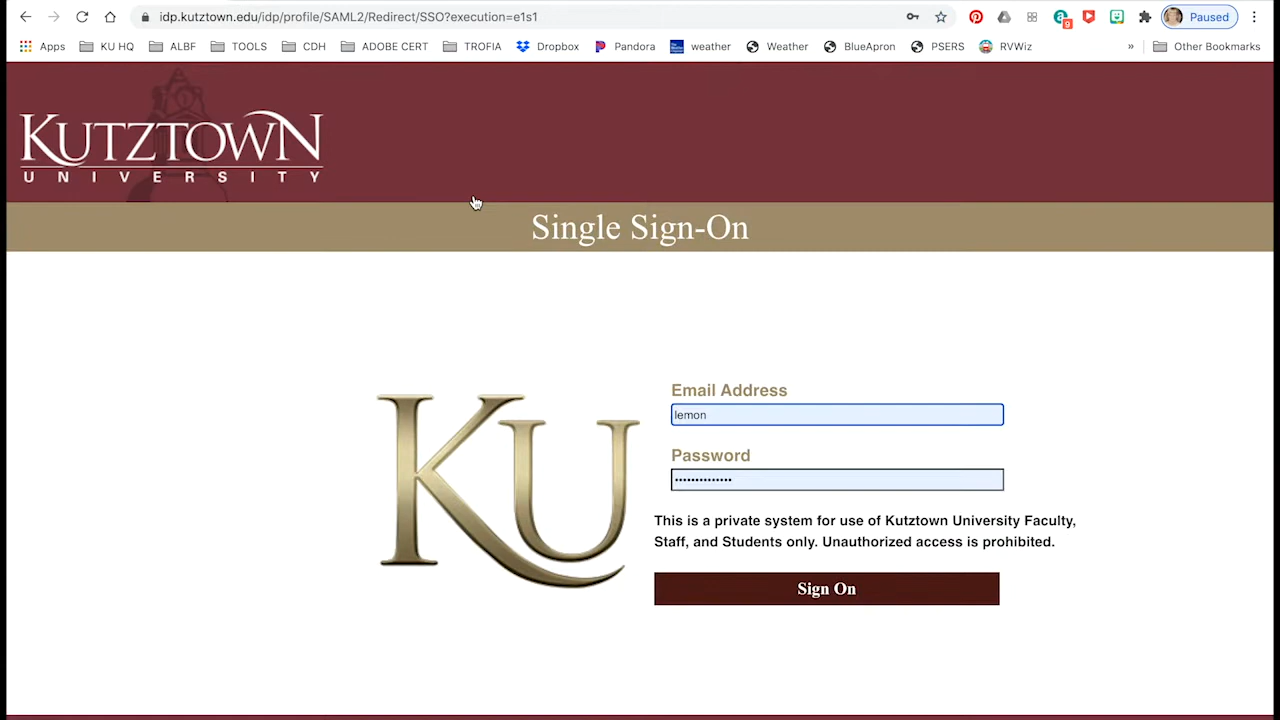 idp.kutztown.edu/idp/profile/SAML2/Redirect/SSO?execution=e1s1
9
Paused
Apps KU HQ ALBF TOOLS CDH ADOBE CERT TROFIA Dropbox Pandora weather Weather BlueApron PSERS RVWiz » Other Bookmarks
KUTZTOWN
UNIVERSITY
Single Sign-On
KU
Email Address
lemon
Password
••••••••••••••
This is a private system for use of Kutztown University Faculty,
Staff, and Students only. Unauthorized access is prohibited.
Sign On